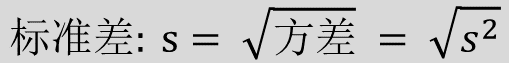 标准差: s = √方差 = √s²